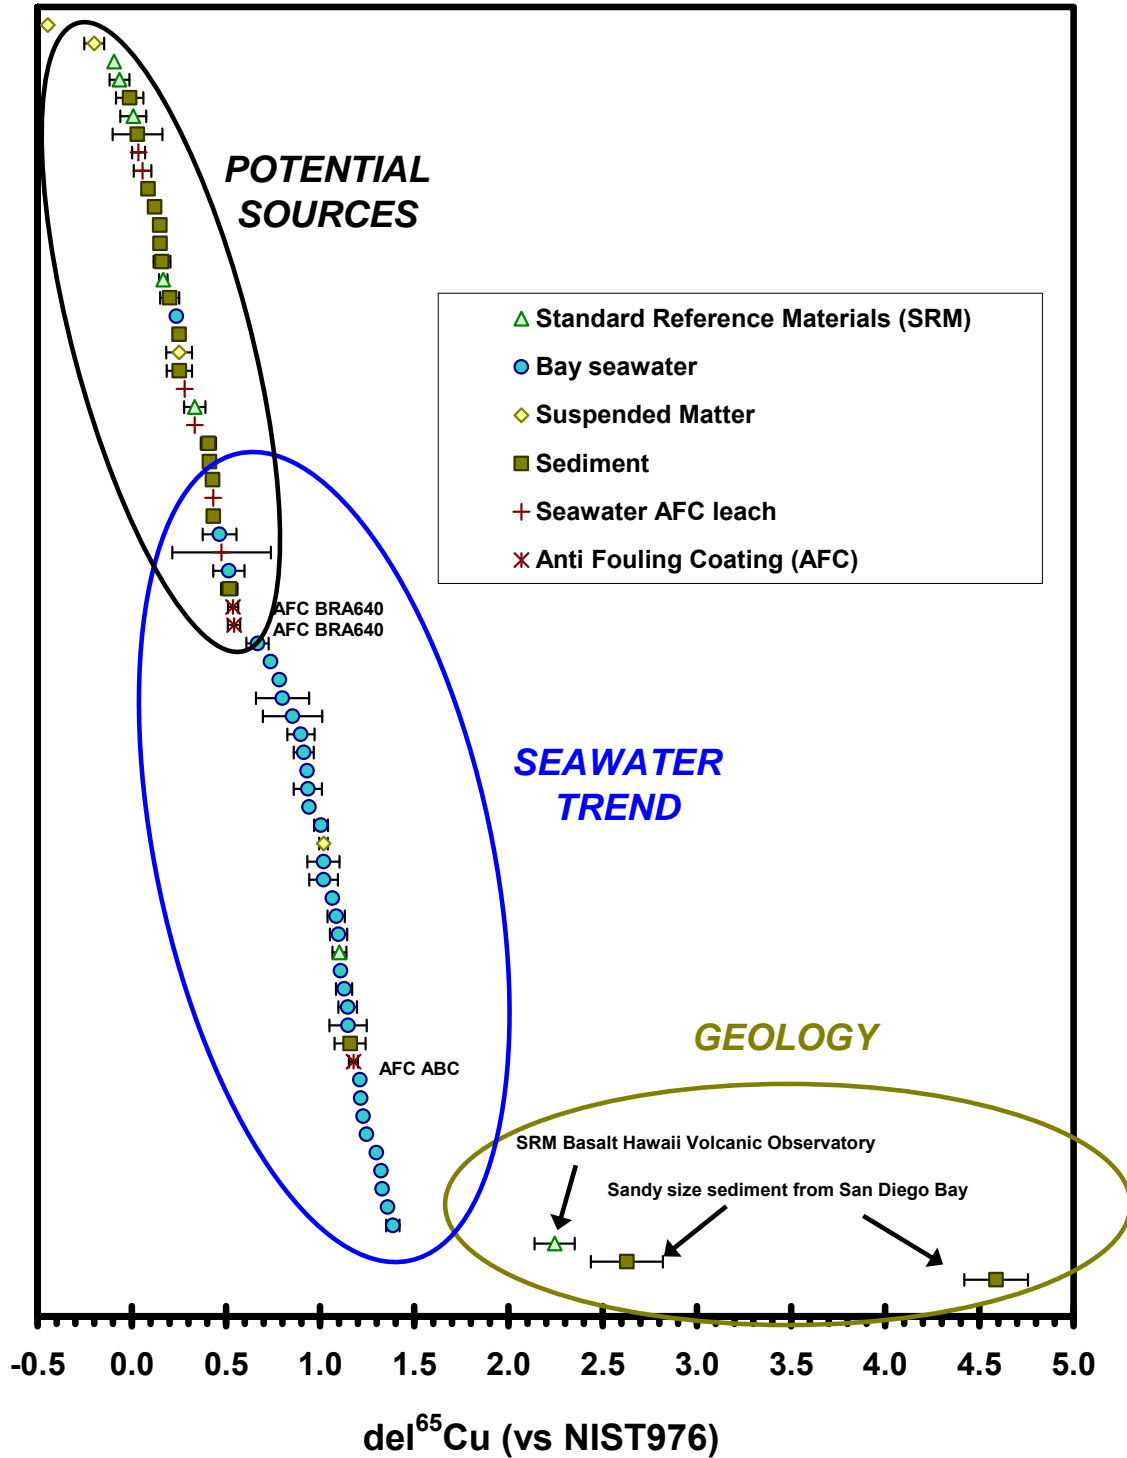 POTENTIAL
SOURCES
Standard Reference Materials (SRM)
Bay seawater
Suspended Matter
Sediment
Seawater AFC leach
Anti Fouling Coating (AFC)
AFC BRA640
AFC BRA640
SEAWATER
TREND
GEOLOGY
AFC ABC
SRM Basalt Hawaii Volcanic Observatory
Sandy size sediment from San Diego Bay
-0.5 0.0 0.5 1.0 1.5 2.0 2.5 3.0 3.5 4.0 4.5 5.0
del⁶⁵Cu (vs NIST976)